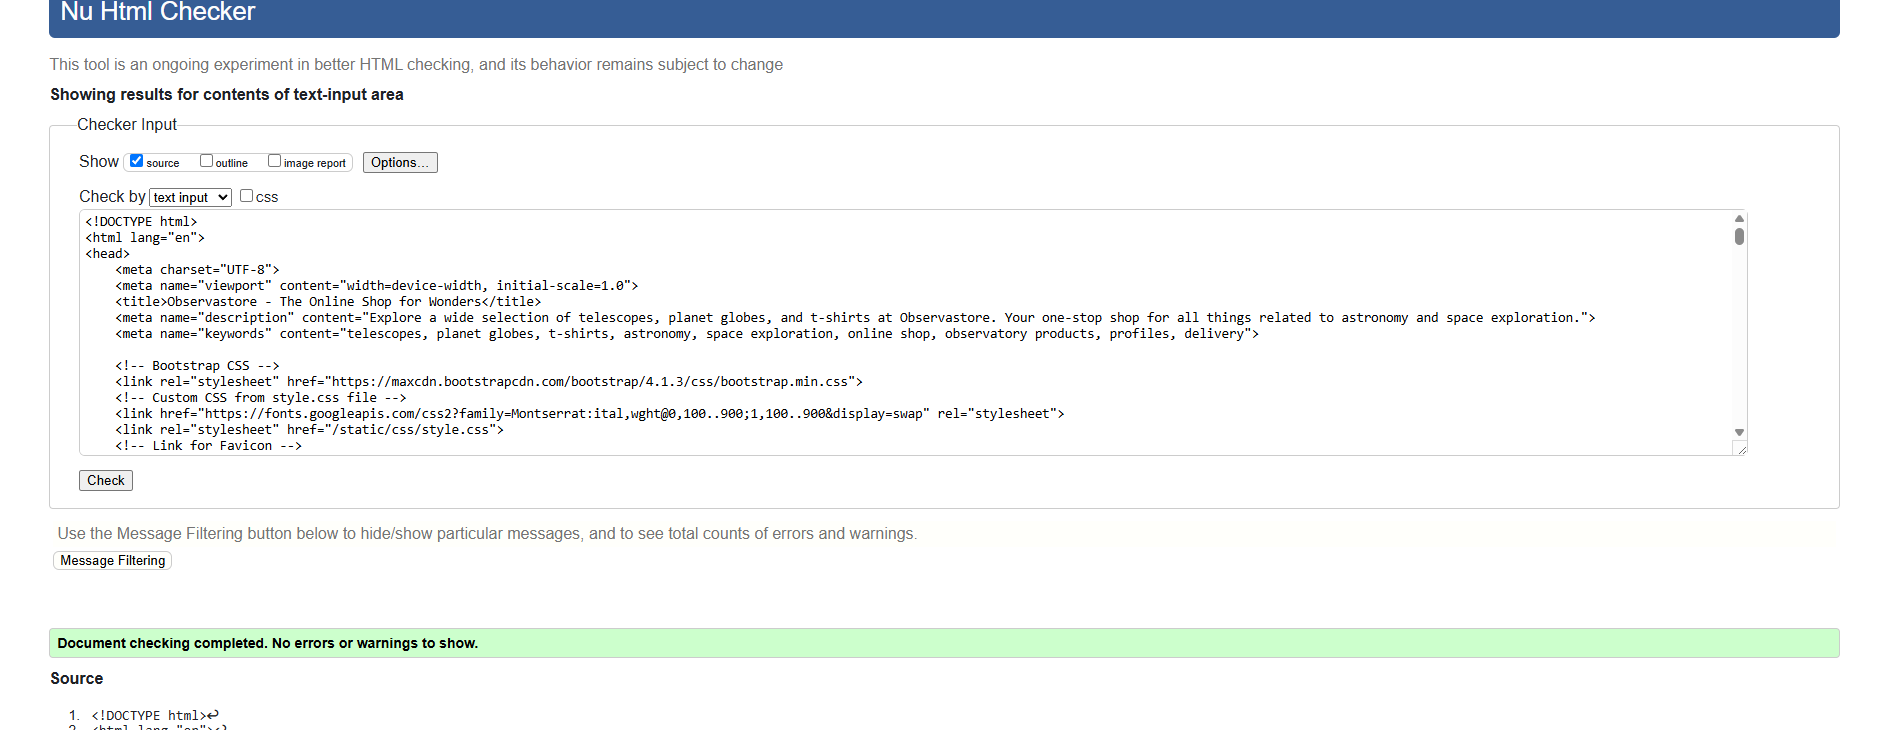 Nu Html Checker
This tool is an ongoing experiment in better HTML checking, and its behavior remains subject to change
Showing results for contents of text-input area
Checker Input
Show source outline image report Options...
Check by text input css
<!DOCTYPE html>
<html lang="en">
<head>
    <meta charset="UTF-8">
    <meta name="viewport" content="width=device-width, initial-scale=1.0">
    <title>Observastore - The Online Shop for Wonders</title>
    <meta name="description" content="Explore a wide selection of telescopes, planet globes, and t-shirts at Observastore. Your one-stop shop for all things related to astronomy and space exploration.">
    <meta name="keywords" content="telescopes, planet globes, t-shirts, astronomy, space exploration, online shop, observatory products, profiles, delivery">
    <!-- Bootstrap CSS -->
    <link rel="stylesheet" href="https://maxcdn.bootstrapcdn.com/bootstrap/4.1.3/css/bootstrap.min.css">
    <!-- Custom CSS from style.css file -->
    <link href="https://fonts.googleapis.com/css2?family=Montserrat:ital,wght@0,100..900;1,100..900&display=swap" rel="stylesheet">
    <link rel="stylesheet" href="/static/css/style.css">
    <!-- Link for Favicon -->
Check
Use the Message Filtering button below to hide/show particular messages, and to see total counts of errors and warnings.
Message Filtering
Document checking completed. No errors or warnings to show.
Source
1. <!DOCTYPE html>↩
2. <html lang="en">↩